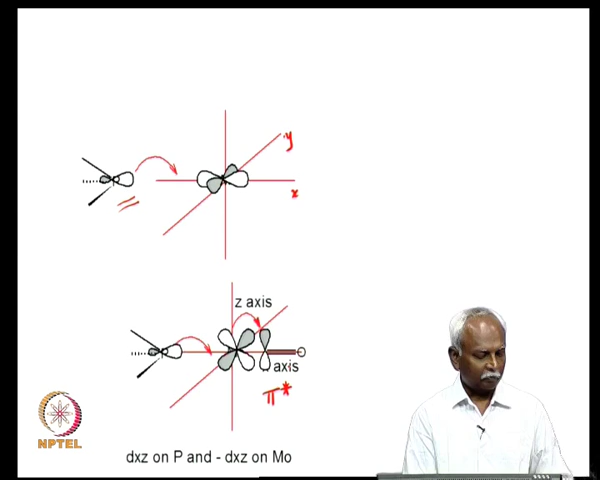 y
x
z axis
axis
π*
NPTEL
dxz on P and - dxz on Mo